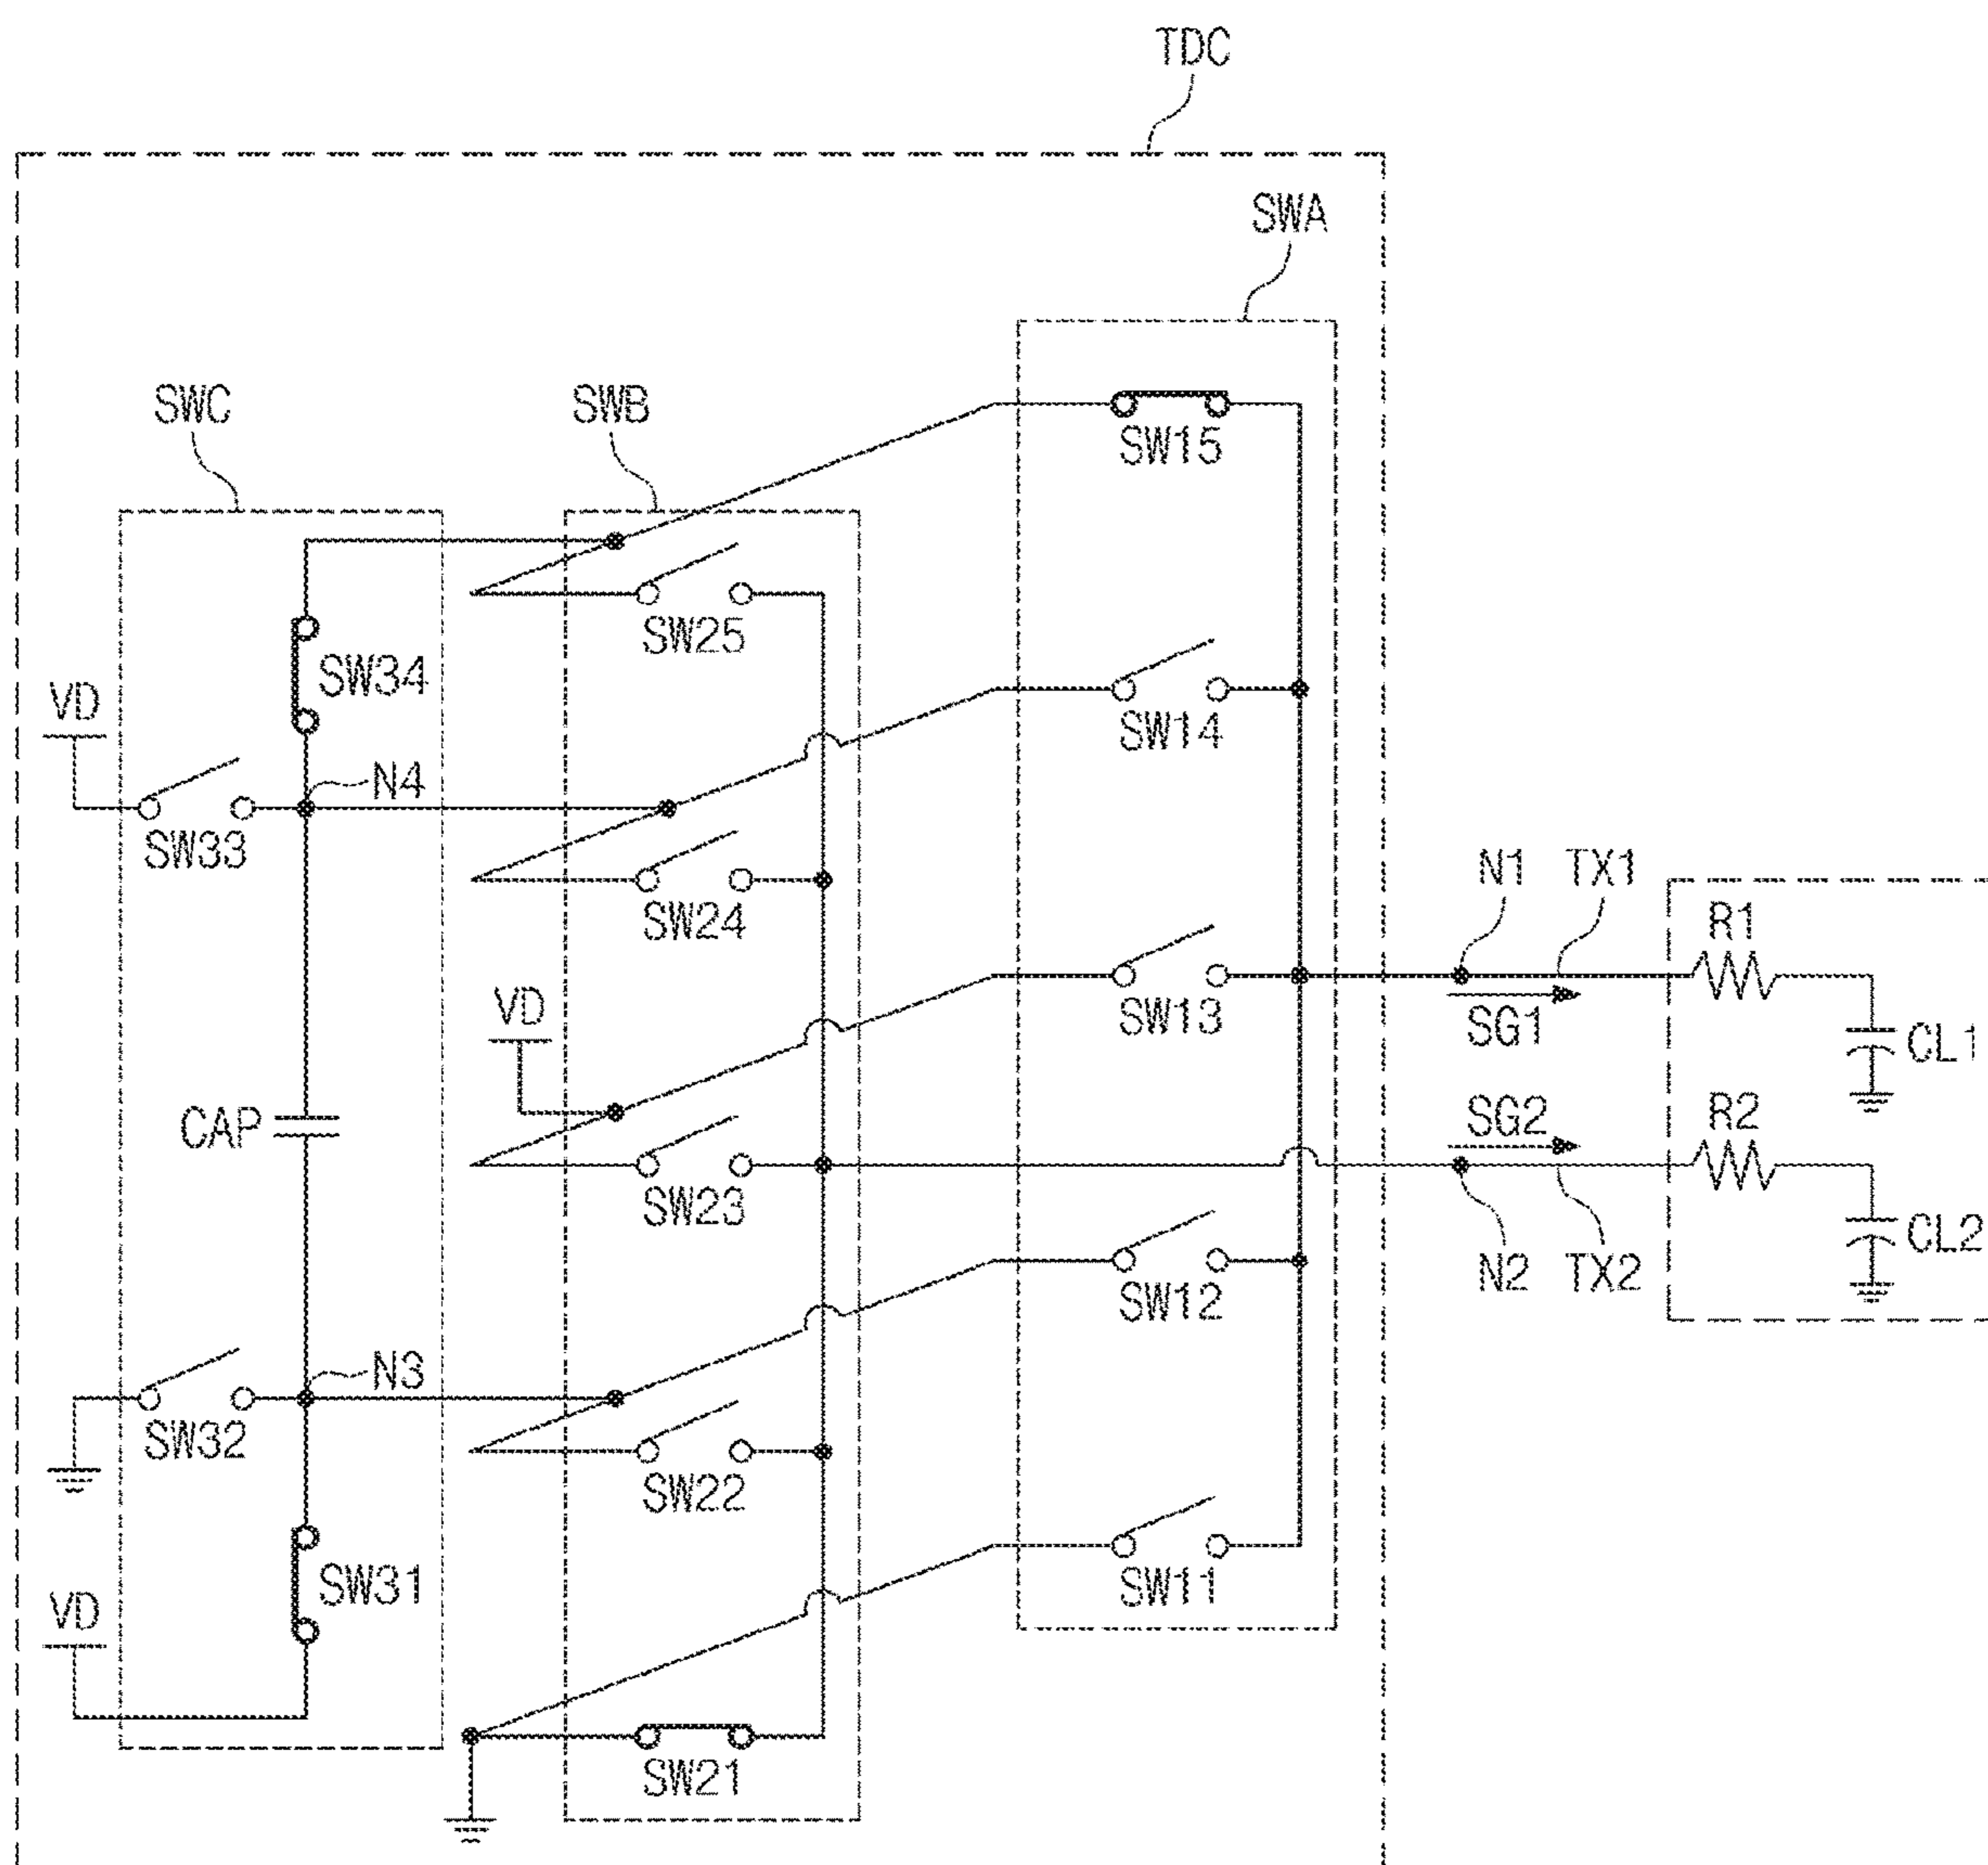 TDC
SWA
SWC
SWB
SW15
SW25
SW34
VD
SW14
N4
SW33
SW24
N1
TX1
R1
VD
SW13
SG1
CL1
CAP
SG2
R2
SW23
N2
TX2
CL2
SW12
N3
SW32
SW22
SW31
SW11
VD
SW21